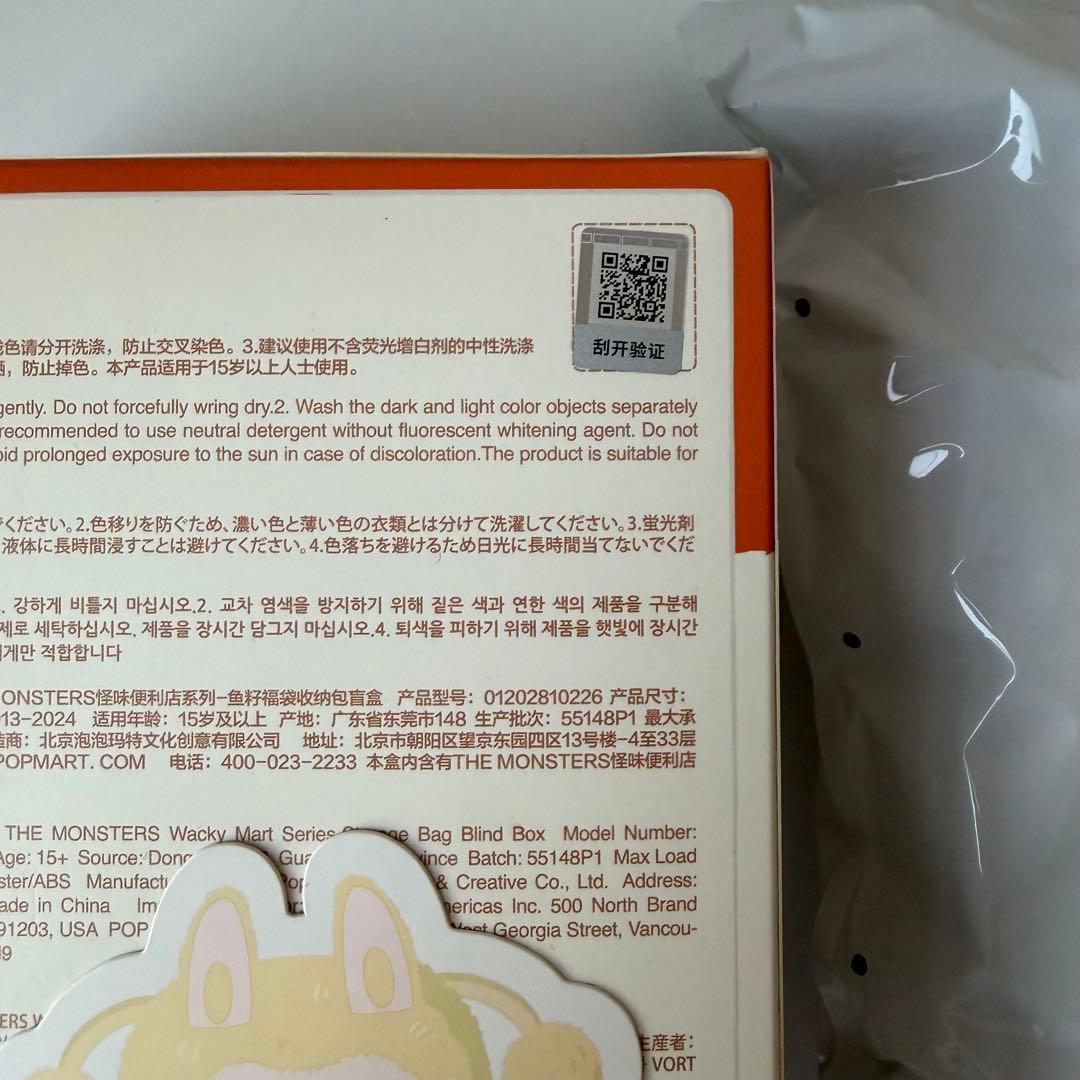 刮开验证
色请分开洗涤，防止交叉染色。3.建议使用不含荧光增白剂的中性洗涤
，防止掉色。本产品适用于15岁以上人士使用。
gently. Do not forcefully wring dry.2. Wash the dark and light color objects separately
recommended to use neutral detergent without fluorescent whitening agent. Do not
oid prolonged exposure to the sun in case of discoloration.The product is suitable for
ください。2.色移りを防ぐため、濃い色と薄い色の衣類とは分けて洗濯してください。3.蛍光剤
液体に長時間浸すことは避けてください。4.色落ちを避けるため日光に長時間当てないでくだ
. 강하게 비틀지 마십시오.2. 교차 염색을 방지하기 위해 짙은 색과 연한 색의 제품을 구분해
제로 세탁하십시오. 제품을 장시간 담그지 마십시오.4. 퇴색을 피하기 위해 제품을 햇빛에 장시간
에게만 적합합니다
ONSTERS怪味便利店系列-鱼籽福袋收纳包盲盒 产品型号：01202810226 产品尺寸：
13-2024 适用年龄：15岁及以上 产地：广东省东莞市148 生产批次：55148P1 最大承
造商：北京泡泡玛特文化创意有限公司 地址：北京市朝阳区望京东园四区13号楼-4至33层
POPMART. COM 电话：400-023-2233 本盒内含有THE MONSTERS怪味便利店
THE MONSTERS Wacky Mart Series Bag Blind Box Model Number:
Age: 15+ Source: Dong Gua ince Batch: 55148P1 Max Load
ster/ABS Manufactu Pop & Creative Co., Ltd. Address:
ade in China Im mericas Inc. 500 North Brand
91203, USA POP West Georgia Street, Vancou-
ERS W
生産者：
VORT